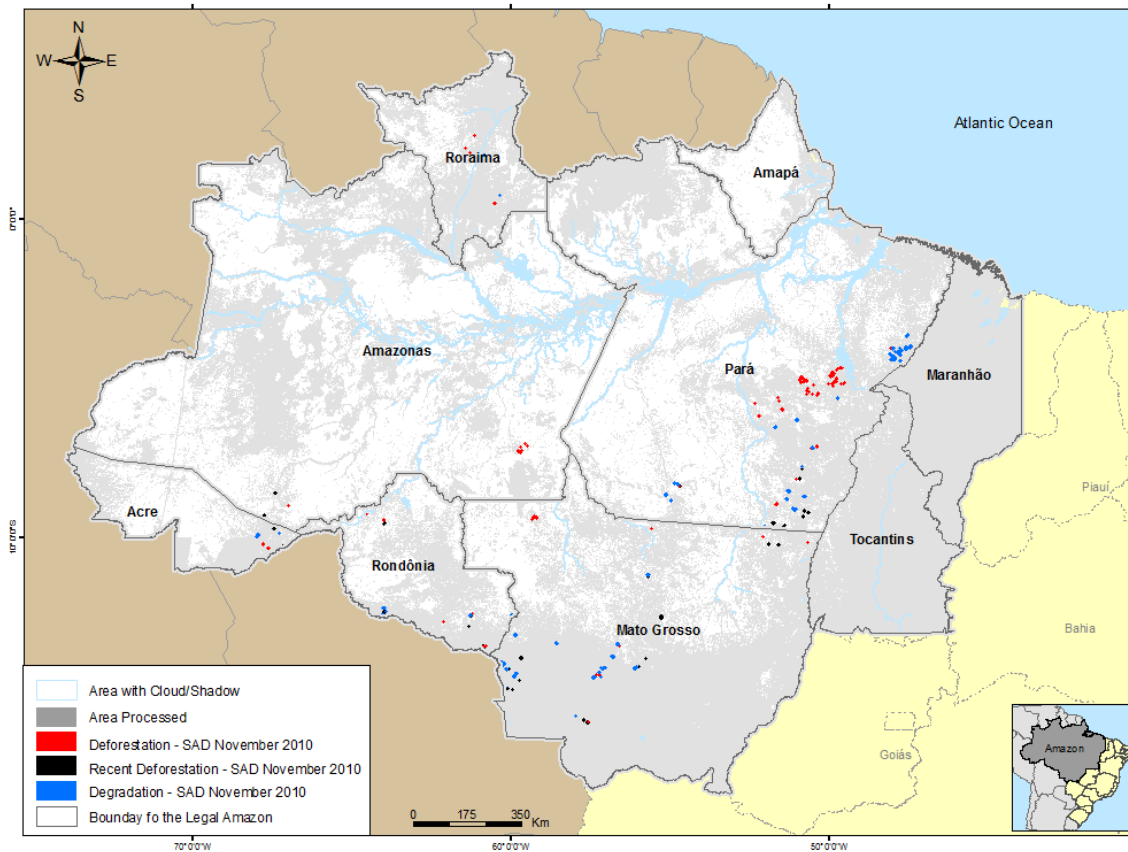 N
W E
S
Atlantic Ocean
Roraima
Amapá
Amazonas
Pará
Maranhão
Piauí
Acre
Rondônia
Tocantins
Mato Grosso
Bahia
Goiás
0°0'0"
10°0'0"S
Area with Cloud/Shadow
Area Processed
Deforestation - SAD November 2010
Recent Deforestation - SAD November 2010
Degradation - SAD November 2010
Bounday fo the Legal Amazon
0 175 350
Km
Amazon
70°0'0"W 60°0'0"W 50°0'0"W